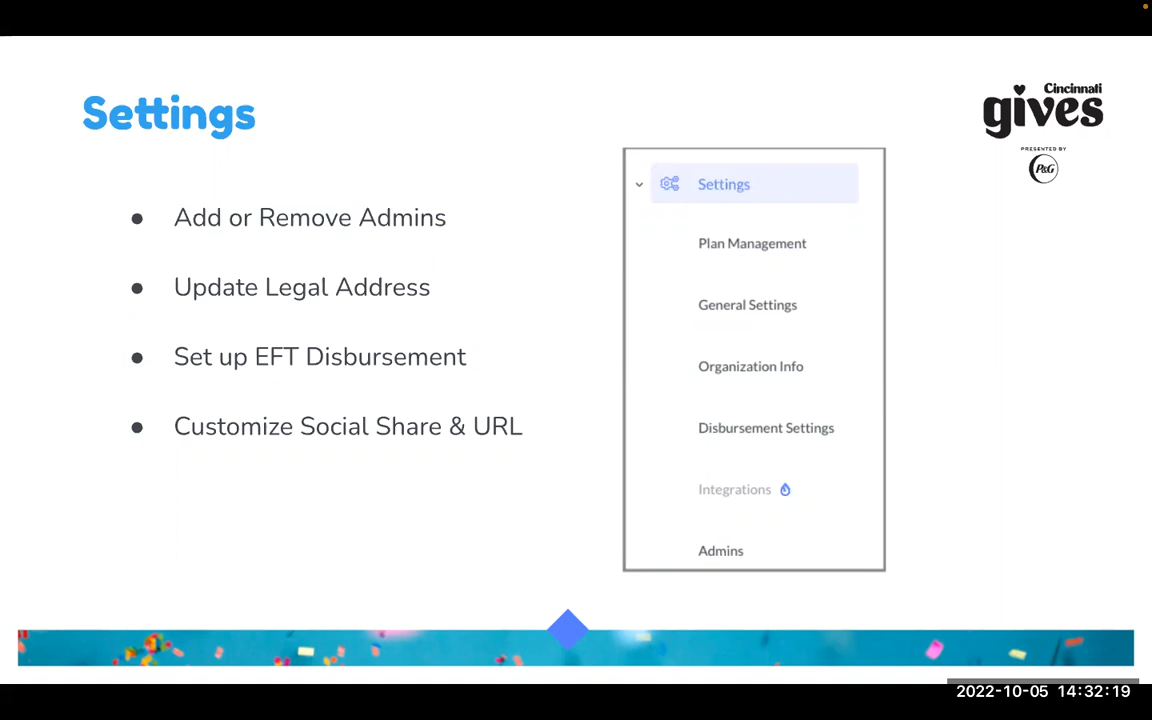 Settings
Cincinnati
gives
PRESENTED BY
P&G
Add or Remove Admins
Update Legal Address
Set up EFT Disbursement
Customize Social Share & URL
Settings
Plan Management
General Settings
Organization Info
Disbursement Settings
Integrations
Admins
2022-10-05 14:32:19